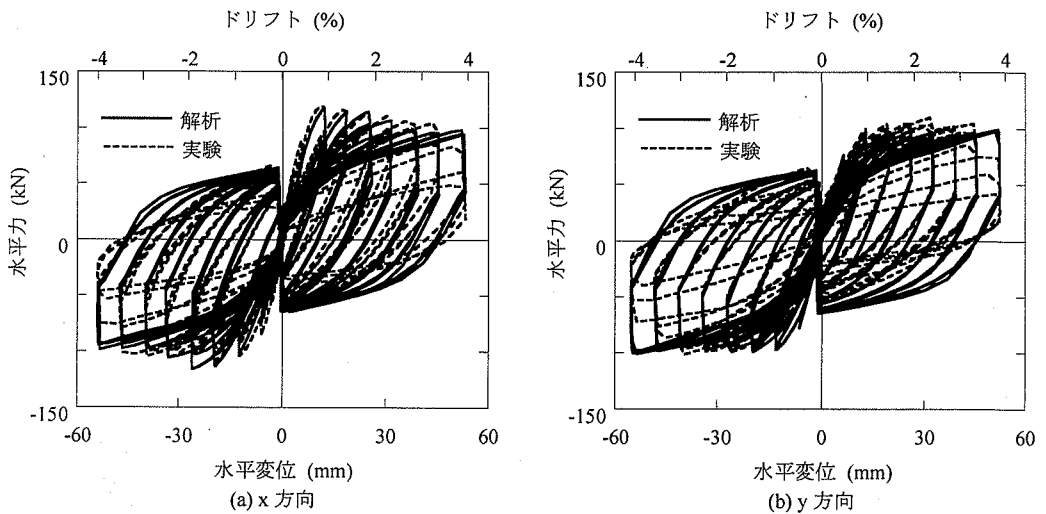 ドリフト (%)
-4 -2 0 2 4
150
解析
実験
水平力 (kN)
0
-150
-60 -30 0 30 60
水平変位 (mm)
(a) x 方向
ドリフト (%)
-4 -2 0 2 4
150
解析
実験
水平力 (kN)
0
-150
-60 -30 0 30 60
水平変位 (mm)
(b) y 方向